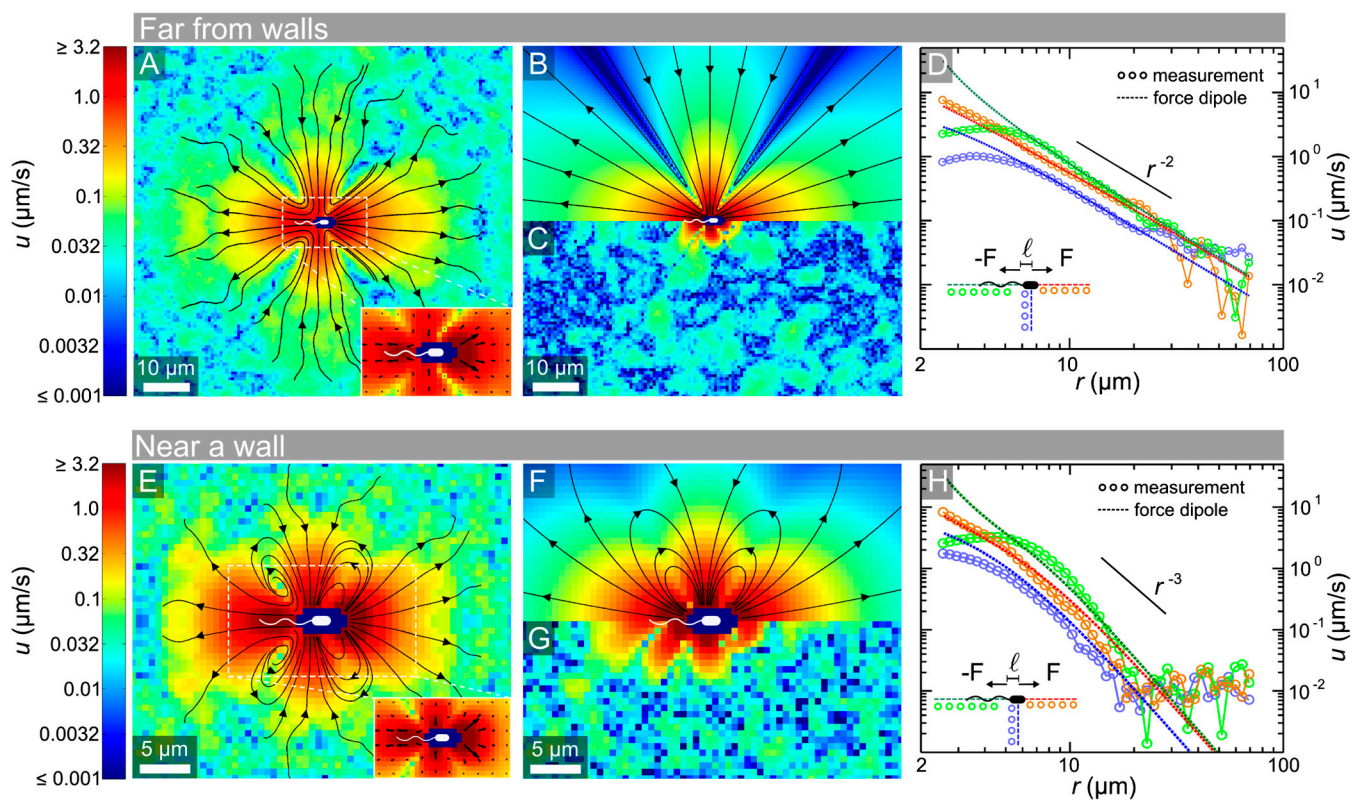 Far from walls
u (μm/s)
≥ 3.2
1.0
0.32
0.1
0.032
0.01
0.0032
≤ 0.001
A
10 μm
B
C
10 μm
D
measurement
force dipole
r -2
-F ℓ F
10 1
10 0
10 -1
10 -2
u (μm/s)
2 10 100
r (μm)
Near a wall
u (μm/s)
≥ 3.2
1.0
0.32
0.1
0.032
0.01
0.0032
≤ 0.001
E
5 μm
F
G
5 μm
H
measurement
force dipole
r -3
-F ℓ F
10 1
10 0
10 -1
10 -2
u (μm/s)
2 10 100
r (μm)